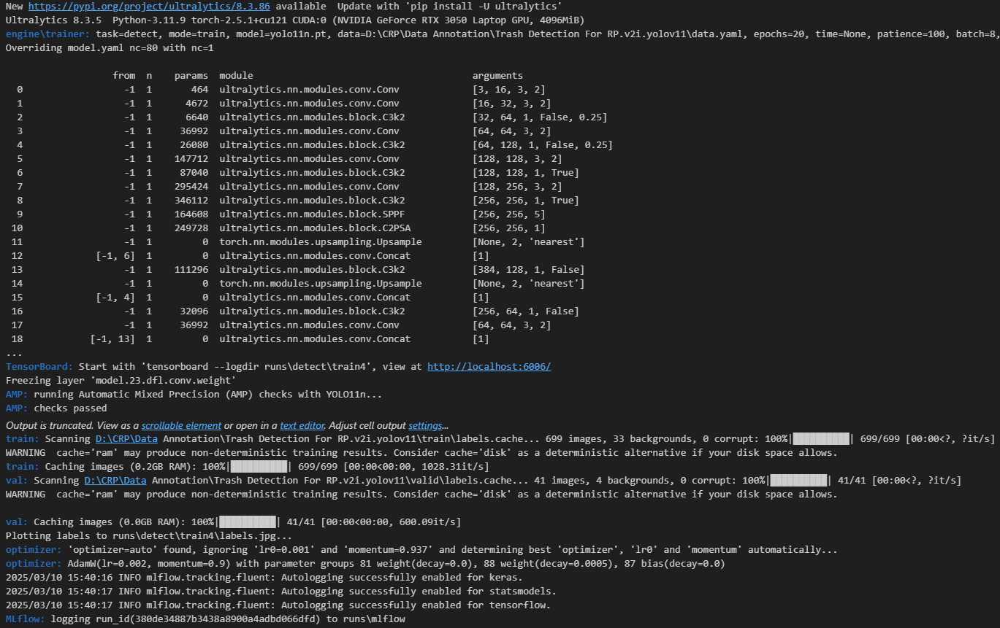 New https://pypi.org/project/ultralytics/8.3.86 available  Update with 'pip install -U ultralytics'
Ultralytics 8.3.5  Python-3.11.9 torch-2.5.1+cu121 CUDA:0 (NVIDIA GeForce RTX 3050 Laptop GPU, 4096MiB)
engine\trainer: task=detect, mode=train, model=yolo11n.pt, data=D:\CRP\Data Annotation\Trash Detection For RP.v2i.yolov11\data.yaml, epochs=20, time=None, patience=100, batch=8,
Overriding model.yaml nc=80 with nc=1
from  n    params  module                                       arguments
0                  -1  1       464  ultralytics.nn.modules.conv.Conv             [3, 16, 3, 2]
1                  -1  1      4672  ultralytics.nn.modules.conv.Conv             [16, 32, 3, 2]
2                  -1  1      6640  ultralytics.nn.modules.block.C3k2            [32, 64, 1, False, 0.25]
3                  -1  1     36992  ultralytics.nn.modules.conv.Conv             [64, 64, 3, 2]
4                  -1  1     26080  ultralytics.nn.modules.block.C3k2            [64, 128, 1, False, 0.25]
5                  -1  1    147712  ultralytics.nn.modules.conv.Conv             [128, 128, 3, 2]
6                  -1  1     87040  ultralytics.nn.modules.block.C3k2            [128, 128, 1, True]
7                  -1  1    295424  ultralytics.nn.modules.conv.Conv             [128, 256, 3, 2]
8                  -1  1    346112  ultralytics.nn.modules.block.C3k2            [256, 256, 1, True]
9                  -1  1    164608  ultralytics.nn.modules.block.SPPF            [256, 256, 5]
10                  -1  1    249728  ultralytics.nn.modules.block.C2PSA           [256, 256, 1]
11                  -1  1         0  torch.nn.modules.upsampling.Upsample         [None, 2, 'nearest']
12             [-1, 6]  1         0  ultralytics.nn.modules.conv.Concat           [1]
13                  -1  1    111296  ultralytics.nn.modules.block.C3k2            [384, 128, 1, False]
14                  -1  1         0  torch.nn.modules.upsampling.Upsample         [None, 2, 'nearest']
15             [-1, 4]  1         0  ultralytics.nn.modules.conv.Concat           [1]
16                  -1  1     32096  ultralytics.nn.modules.block.C3k2            [256, 64, 1, False]
17                  -1  1     36992  ultralytics.nn.modules.conv.Conv             [64, 64, 3, 2]
18            [-1, 13]  1         0  ultralytics.nn.modules.conv.Concat           [1]
...
TensorBoard: Start with 'tensorboard --logdir runs\detect\train4', view at http://localhost:6006/
Freezing layer 'model.23.dfl.conv.weight'
AMP: running Automatic Mixed Precision (AMP) checks with YOLO11n...
AMP: checks passed
Output is truncated. View as a scrollable element or open in a text editor. Adjust cell output settings...
train: Scanning D:\CRP\Data Annotation\Trash Detection For RP.v2i.yolov11\train\labels.cache... 699 images, 33 backgrounds, 0 corrupt: 100%|██████████| 699/699 [00:00<?, ?it/s]
WARNING  cache='ram' may produce non-deterministic training results. Consider cache='disk' as a deterministic alternative if your disk space allows.
train: Caching images (0.2GB RAM): 100%|██████████| 699/699 [00:00<00:00, 1028.31it/s]
val: Scanning D:\CRP\Data Annotation\Trash Detection For RP.v2i.yolov11\valid\labels.cache... 41 images, 4 backgrounds, 0 corrupt: 100%|██████████| 41/41 [00:00<?, ?it/s]
WARNING  cache='ram' may produce non-deterministic training results. Consider cache='disk' as a deterministic alternative if your disk space allows.
val: Caching images (0.0GB RAM): 100%|██████████| 41/41 [00:00<00:00, 600.09it/s]
Plotting labels to runs\detect\train4\labels.jpg...
optimizer: 'optimizer=auto' found, ignoring 'lr0=0.001' and 'momentum=0.937' and determining best 'optimizer', 'lr0' and 'momentum' automatically...
optimizer: AdamW(lr=0.002, momentum=0.9) with parameter groups 81 weight(decay=0.0), 88 weight(decay=0.0005), 87 bias(decay=0.0)
2025/03/10 15:40:16 INFO mlflow.tracking.fluent: Autologging successfully enabled for keras.
2025/03/10 15:40:17 INFO mlflow.tracking.fluent: Autologging successfully enabled for statsmodels.
2025/03/10 15:40:17 INFO mlflow.tracking.fluent: Autologging successfully enabled for tensorflow.
MLflow: logging run_id(380de34887b3438a8900a4adbd066dfd) to runs\mlflow